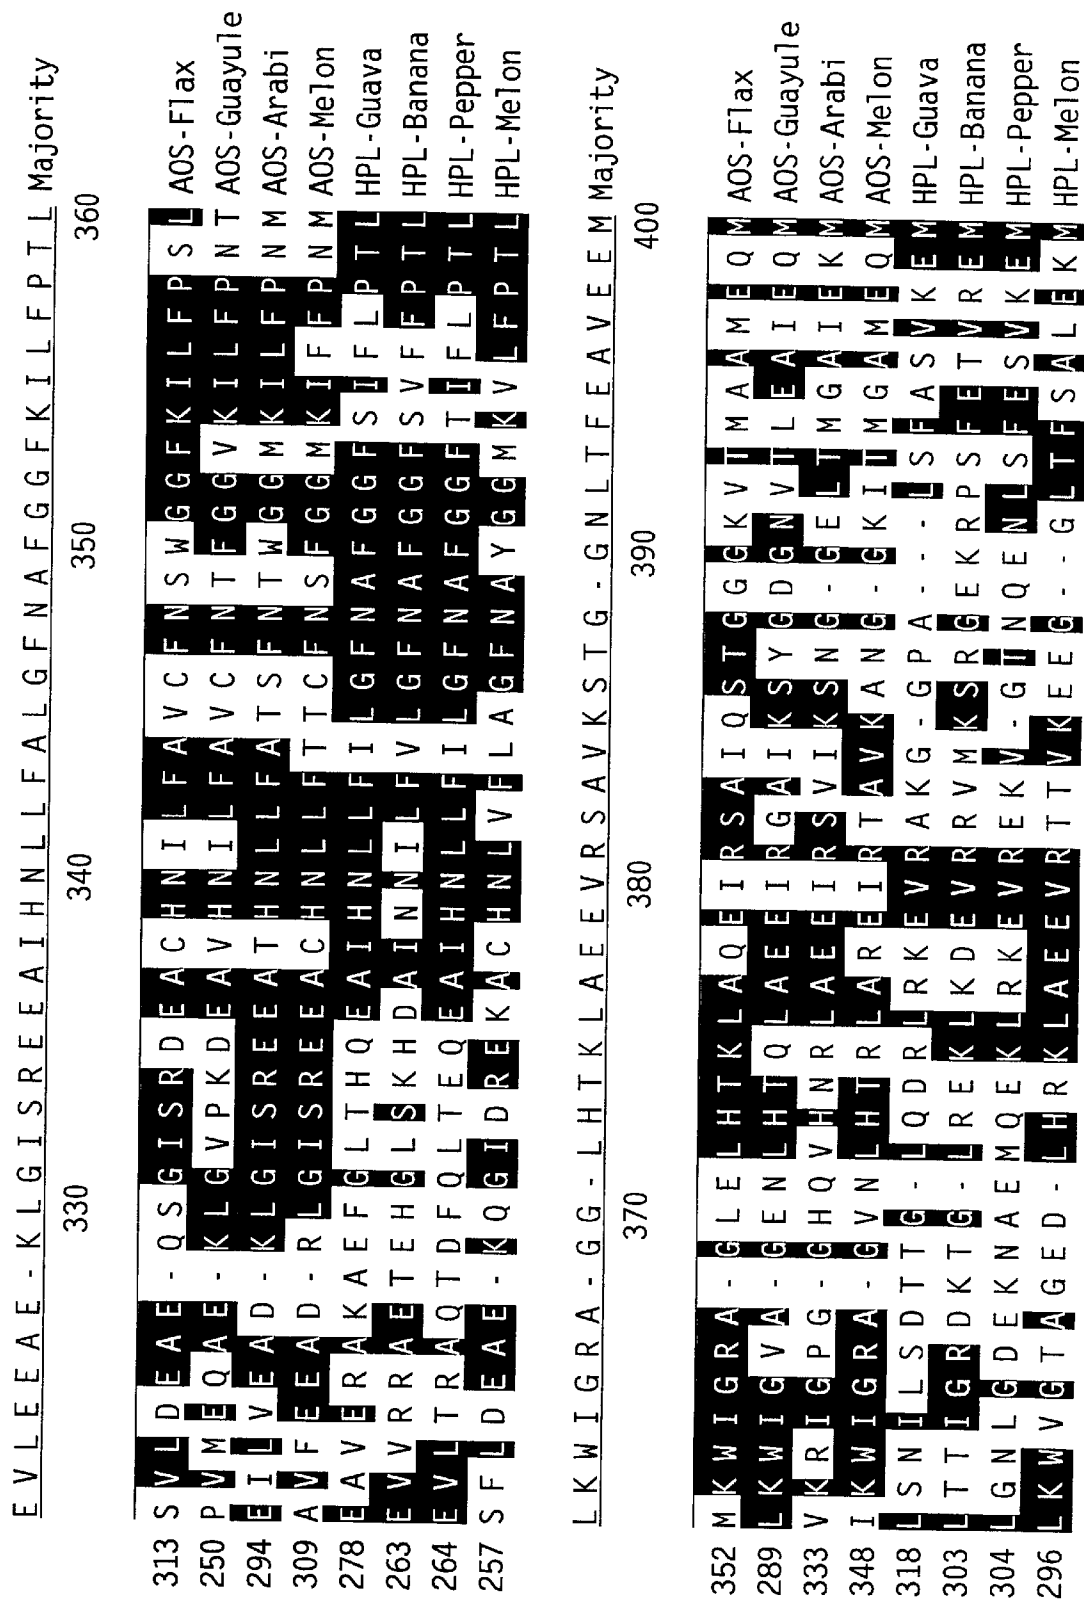 E V L E E A E - K L G I S R E E A I H N L L F A L G F N A F G G F K I L F P T L Majority
330 340 350 360
313 S V L D E A E - Q S G I S R D E A C H N I L F A V C F N S W G G F K I L F P S L AOS-Flax
250 P V M E Q A E - K L G V P K D E A V H N I L F A V C F N T F G G V K I L F P N T AOS-Guayule
294 E I L V E A D - K L G I S R E E A T H N L L F A T S F N T W G G M K I L F P N M AOS-Arabi
309 A V F E E A D - R L G I S R E E A C H N L L F T T C F N S F G G M K I F F P N M AOS-Melon
278 E A V E R A K A E F G L T H Q E A I H N L L F I L G F N A F G G F S I F L P T L HPL-Guava
263 E V V R R A E T E H G L S K H D A I N N I L F V L G F N A F G G F S V F F P T L HPL-Banana
264 E V L T R A Q T D F Q L T E Q E A I H N L L F I L G F N A F G G F T I F L P T L HPL-Pepper
257 S F L D E A E - K Q G I D R E K A C H N L V F L A G F N A Y G G M K V L F P T L HPL-Melon
L K W I G R A - G G - L H T K L A E E V R S A V K S T G - G N L T F E A V E E M Majority
370 380 390 400
352 M K W I G R A - G L E L H T K L A Q E I R S A I Q S T G G G K V T M A A M E Q M AOS-Flax
289 L K W I G V A - G E N L H T Q L A E E I R G A I K S Y G D G N V T L E A I E Q M AOS-Guayule
333 V K R I G P G - G H Q V H N R L A E E I R S V I K S N G - G E L T M G A I E K M AOS-Arabi
348 I K W I G R A - G V N L H T R L A R E I R T A V K A N G - G K I T M G A M E Q M AOS-Melon
318 L S N I L S D T T G - L Q D R L R K E V R A K G - G P A - - - L S F A S V K E M HPL-Guava
303 L T T I G R D K T G - L R E K L K D E V R R V M K S R G E K R P S F E T V R E M HPL-Banana
304 L G N L G D E K N A E M Q E K L R K E V R E K V - G I N Q E N L S F E S V K E M HPL-Pepper
296 L K W V G T A G E D - L H R K L A E E V R T T V K E E G - - G L T F S A L E K M HPL-Melon